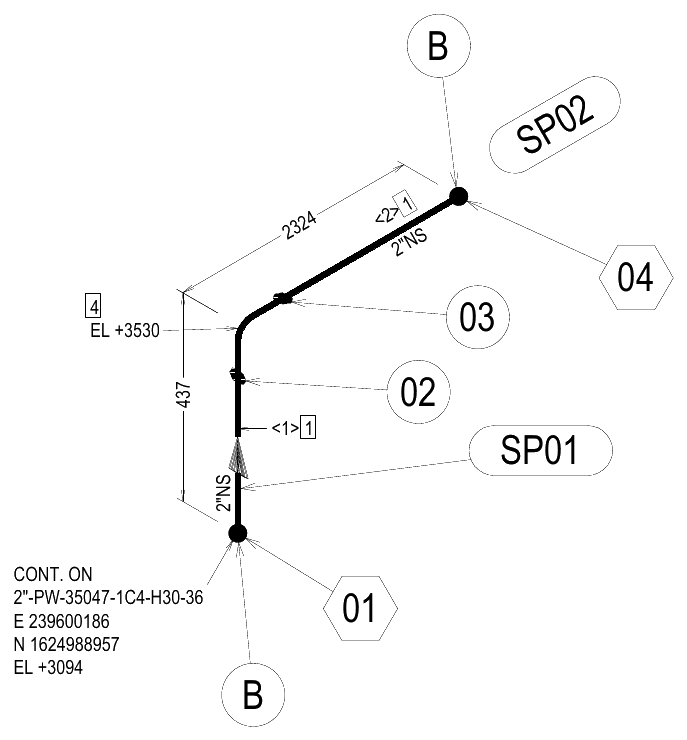 B
SP02
2324
<2> 1
2"NS
04
4
EL +3530
03
02
437
<1> 1
SP01
2"NS
CONT. ON
2"-PW-35047-1C4-H30-36
E 239600186
N 1624988957
EL +3094
01
B